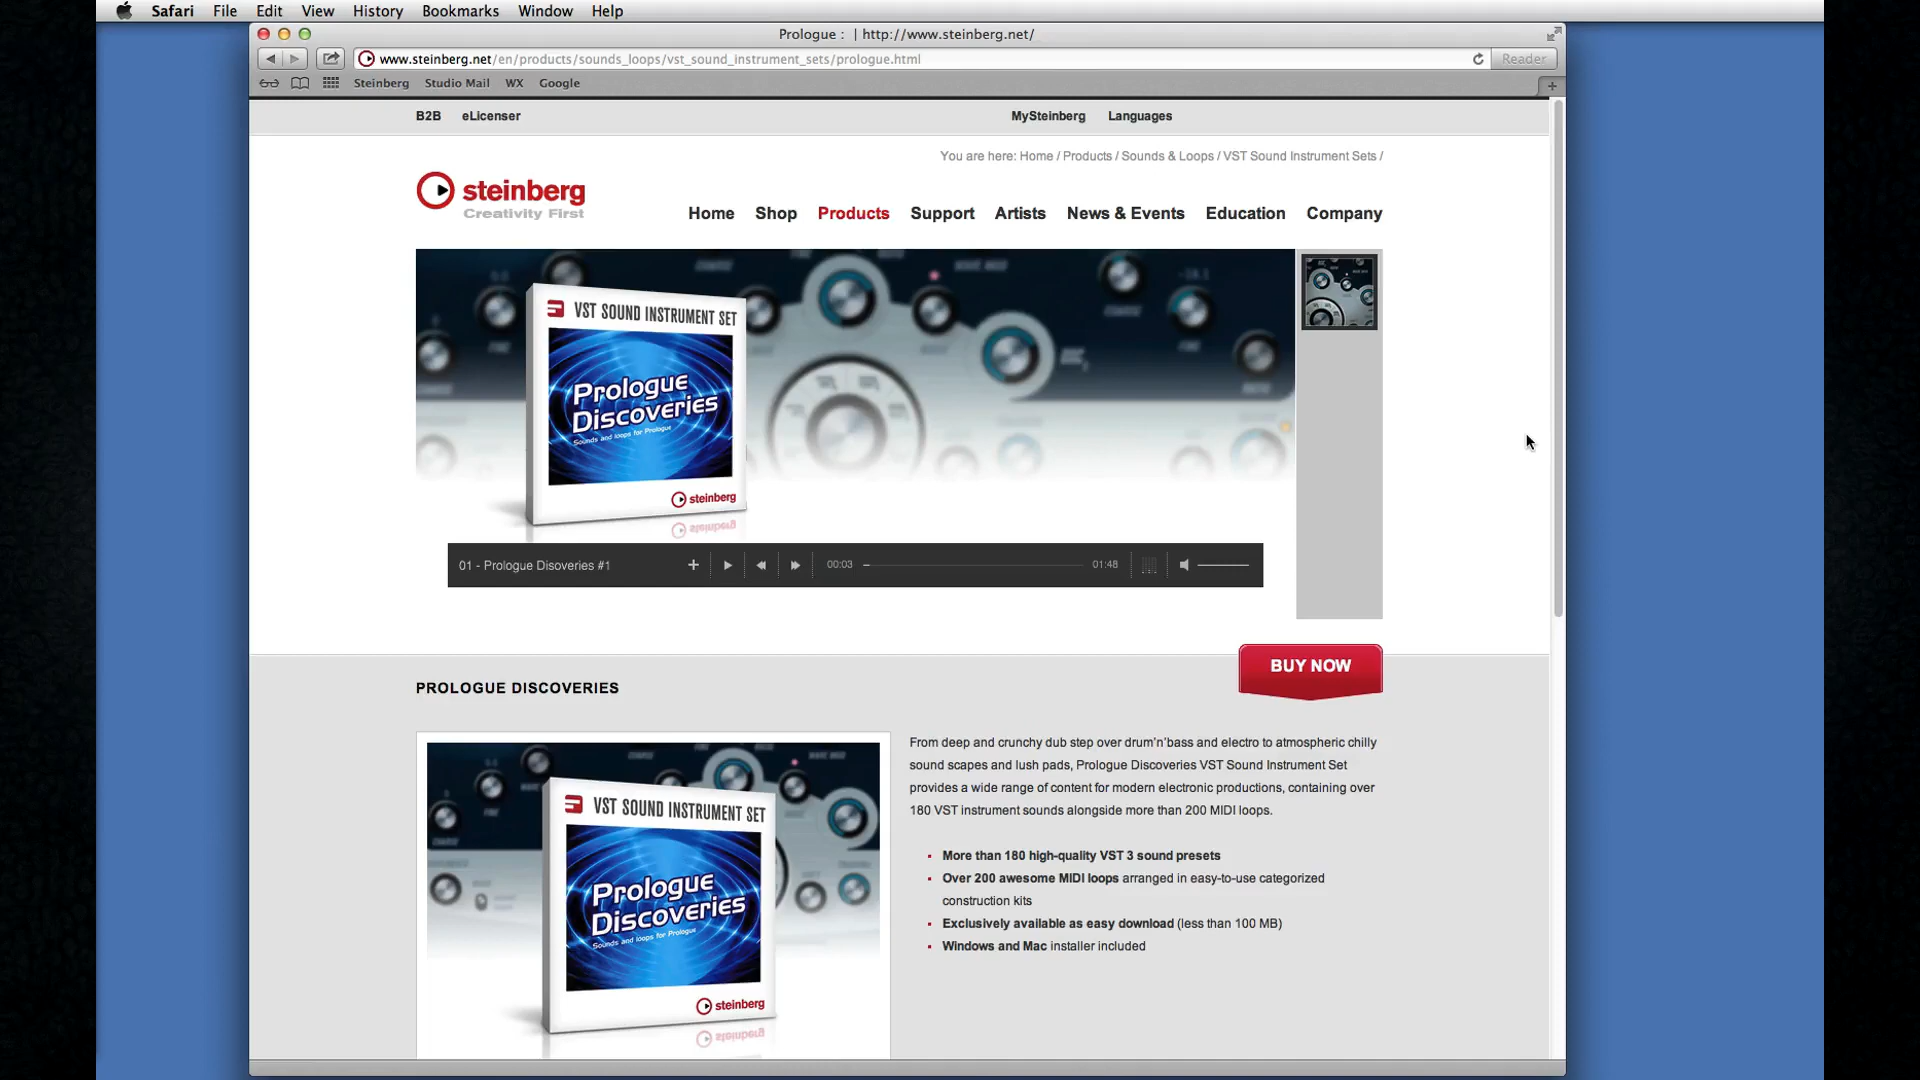 Safari File Edit View History Bookmarks Window Help
Prologue : | http://www.steinberg.net/
www.steinberg.net/en/products/sounds_loops/vst_sound_instrument_sets/prologue.html
Reader
Steinberg Studio Mail WX Google
B2B eLicenser MySteinberg Languages
You are here: Home / Products / Sounds & Loops / VST Sound Instrument Sets /
steinberg
Creativity First
Home Shop Products Support Artists News & Events Education Company
VST SOUND INSTRUMENT SET
Prologue
Discoveries
Sounds and loops for Prologue
steinberg
01 - Prologue Disoveries #1 00:03 01:48
BUY NOW
PROLOGUE DISCOVERIES
From deep and crunchy dub step over drum'n'bass and electro to atmospheric chilly
sound scapes and lush pads, Prologue Discoveries VST Sound Instrument Set
provides a wide range of content for modern electronic productions, containing over
180 VST instrument sounds alongside more than 200 MIDI loops.
More than 180 high-quality VST 3 sound presets
Over 200 awesome MIDI loops arranged in easy-to-use categorized
construction kits
Exclusively available as easy download (less than 100 MB)
Windows and Mac installer included
VST SOUND INSTRUMENT SET
Prologue
Discoveries
Sounds and loops for Prologue
steinberg